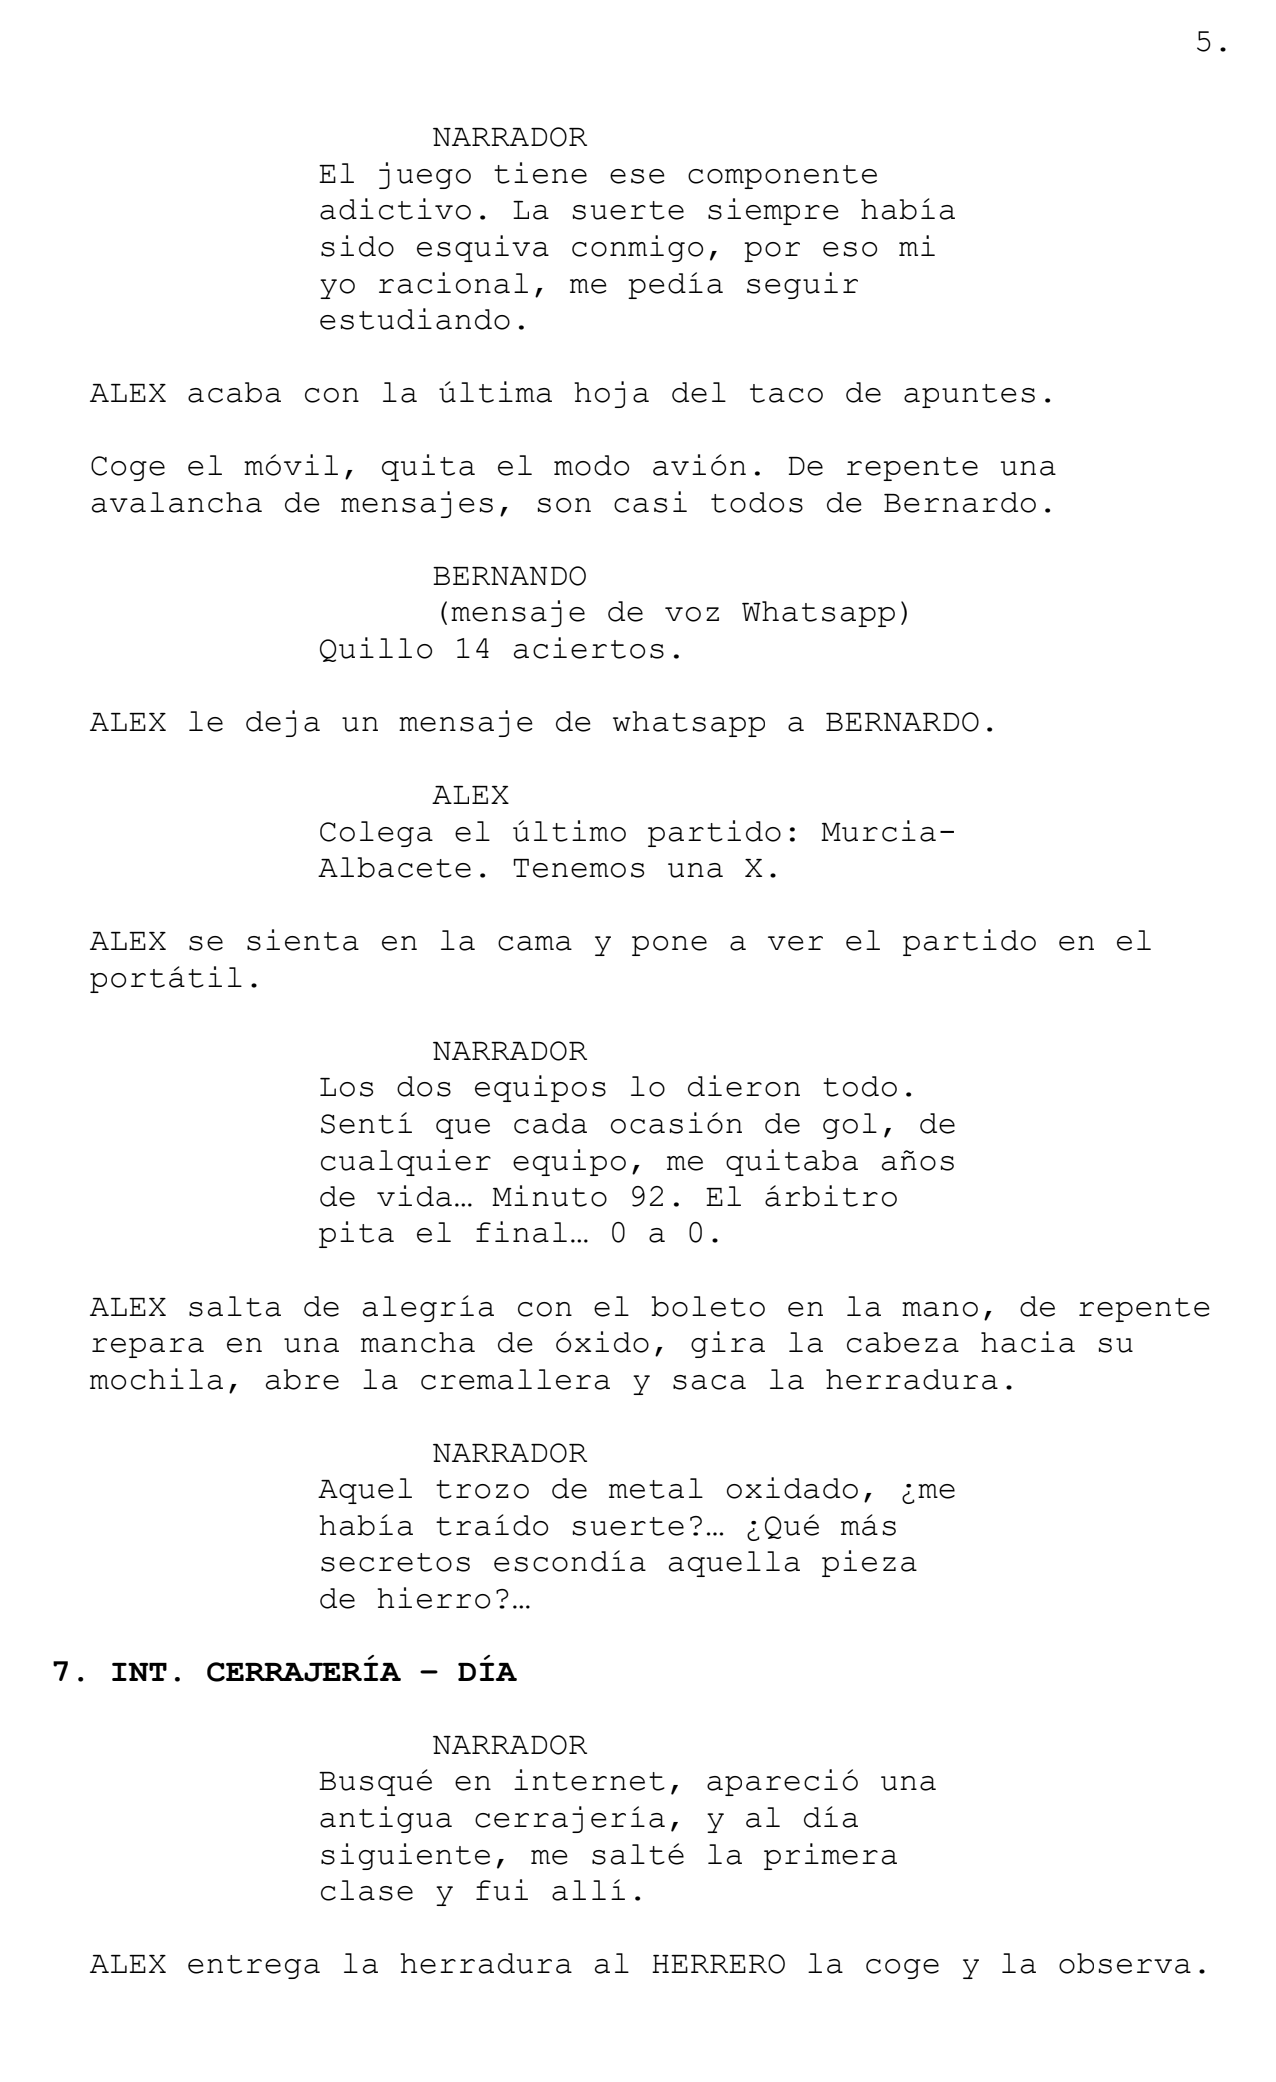 5.
NARRADOR
El juego tiene ese componente
adictivo. La suerte siempre había
sido esquiva conmigo, por eso mi
yo racional, me pedía seguir
estudiando.
ALEX acaba con la última hoja del taco de apuntes.
Coge el móvil, quita el modo avión. De repente una
avalancha de mensajes, son casi todos de Bernardo.
BERNANDO
(mensaje de voz Whatsapp)
Quillo 14 aciertos.
ALEX le deja un mensaje de whatsapp a BERNARDO.
ALEX
Colega el último partido: Murcia-
Albacete. Tenemos una X.
ALEX se sienta en la cama y pone a ver el partido en el
portátil.
NARRADOR
Los dos equipos lo dieron todo.
Sentí que cada ocasión de gol, de
cualquier equipo, me quitaba años
de vida… Minuto 92. El árbitro
pita el final… 0 a 0.
ALEX salta de alegría con el boleto en la mano, de repente
repara en una mancha de óxido, gira la cabeza hacia su
mochila, abre la cremallera y saca la herradura.
NARRADOR
Aquel trozo de metal oxidado, ¿me
había traído suerte?… ¿Qué más
secretos escondía aquella pieza
de hierro?…
7. INT. CERRAJERÍA – DÍA
NARRADOR
Busqué en internet, apareció una
antigua cerrajería, y al día
siguiente, me salté la primera
clase y fui allí.
ALEX entrega la herradura al HERRERO la coge y la observa.